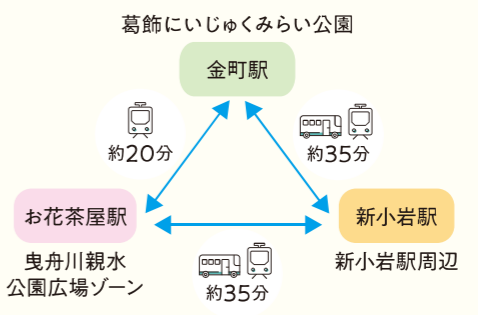 葛飾にいじゅくみらい公園
金町駅
約20分
約35分
お花茶屋駅
新小岩駅
曳舟川親水
公園広場ゾーン
新小岩駅周辺
約35分